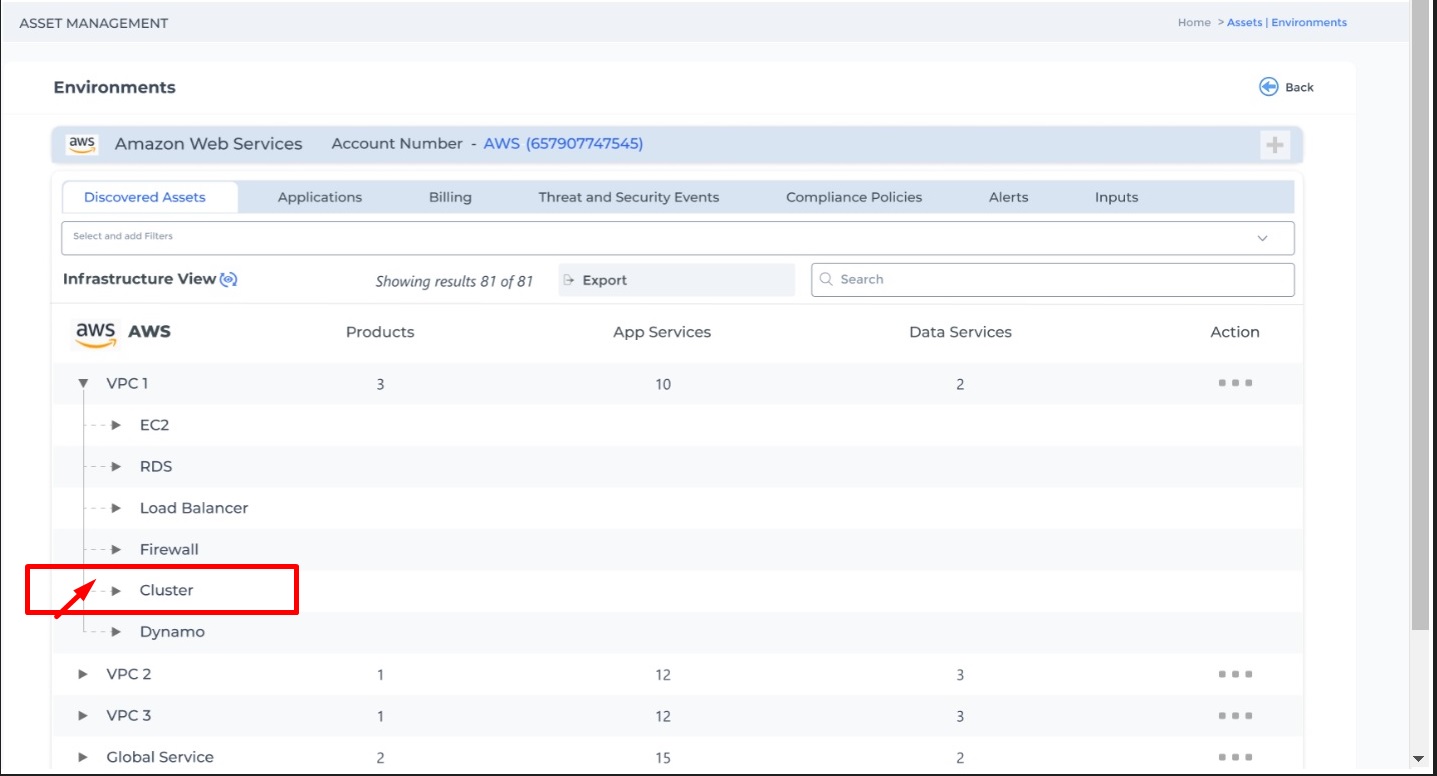 ASSET MANAGEMENT Home > Assets | Environments
Environments Back
aws Amazon Web Services Account Number - AWS (657907747545)
Discovered Assets Applications Billing Threat and Security Events Compliance Policies Alerts Inputs
Select and add Filters
Infrastructure View Showing results 81 of 81 Export Search
aws AWS Products App Services Data Services Action
VPC 1 3 10 2
EC2
RDS
Load Balancer
Firewall
Cluster
Dynamo
VPC 2 1 12 3
VPC 3 1 12 3
Global Service 2 15 2